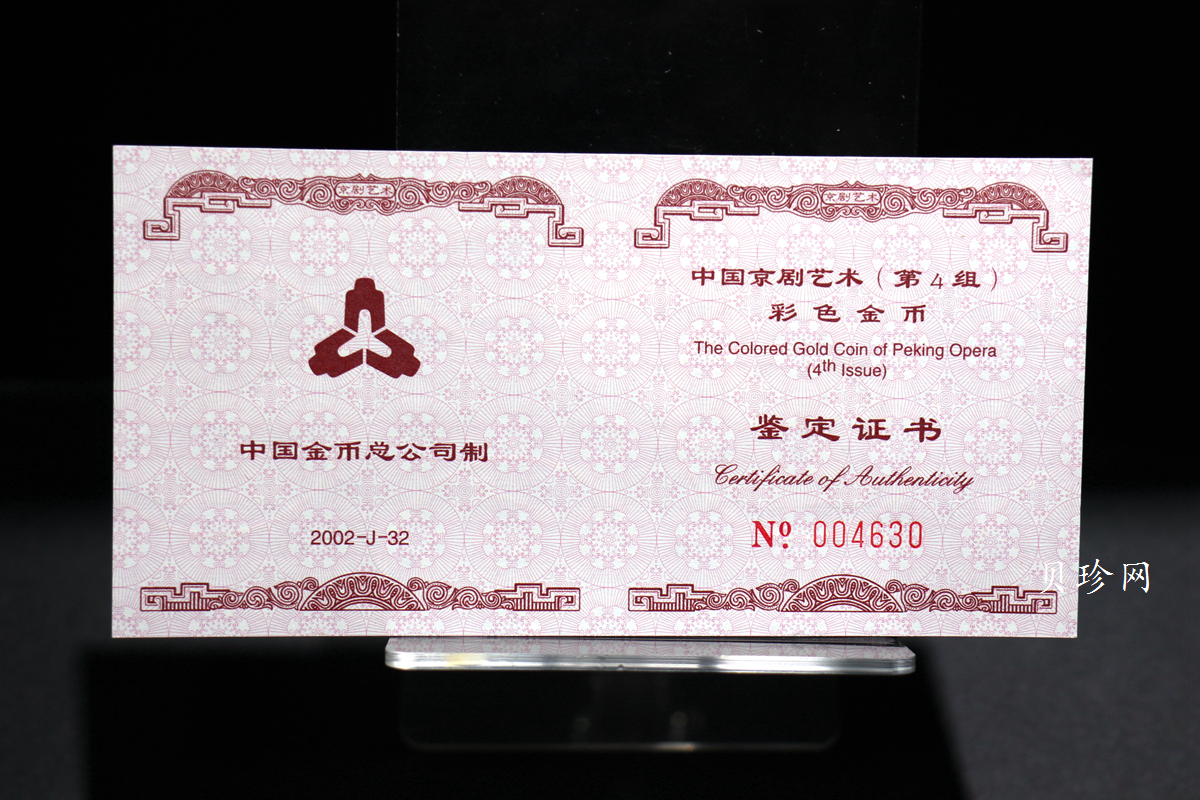 京剧艺术
中国金币总公司制
2002-J-32
京剧艺术
中国京剧艺术(第4组)
彩色金币
The Colored Gold Coin of Peking Opera
(4th Issue)
鉴定证书
Certificate of Authenticity
Nº 004630
贝珍网